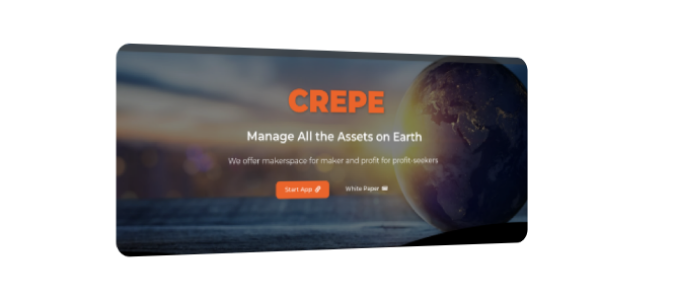 CREPE
Manage All the Assets on Earth
We offer makerspace for maker and profit for profit-seekers
Start App
White Paper